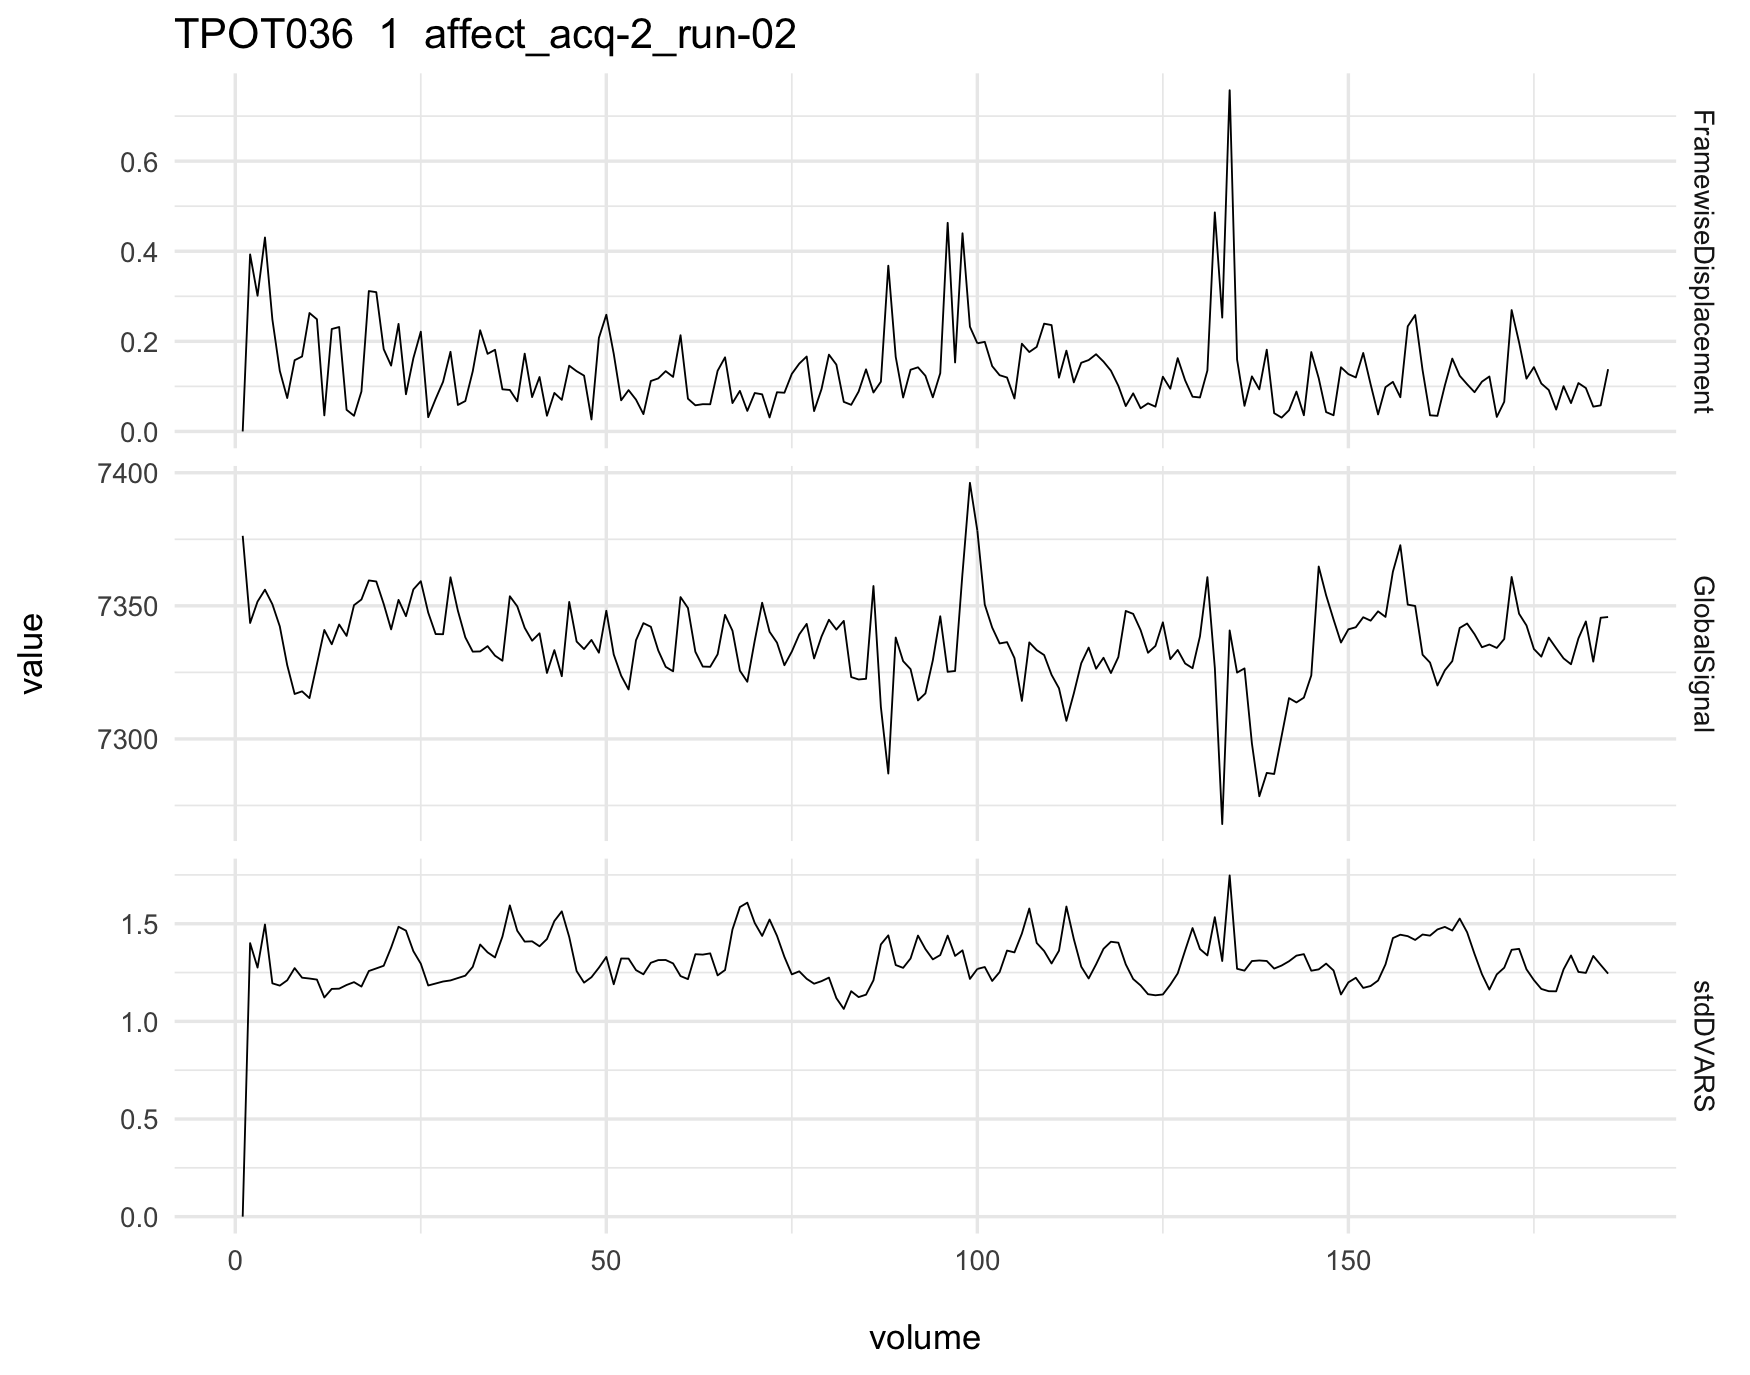 TPOT036  1  affect_acq-2_run-02
0.6
0.4
0.2
0.0
FramewiseDisplacement
7400
7350
7300
GlobalSignal
1.5
1.0
0.5
0.0
stdDVARS
value
0 50 100 150
volume